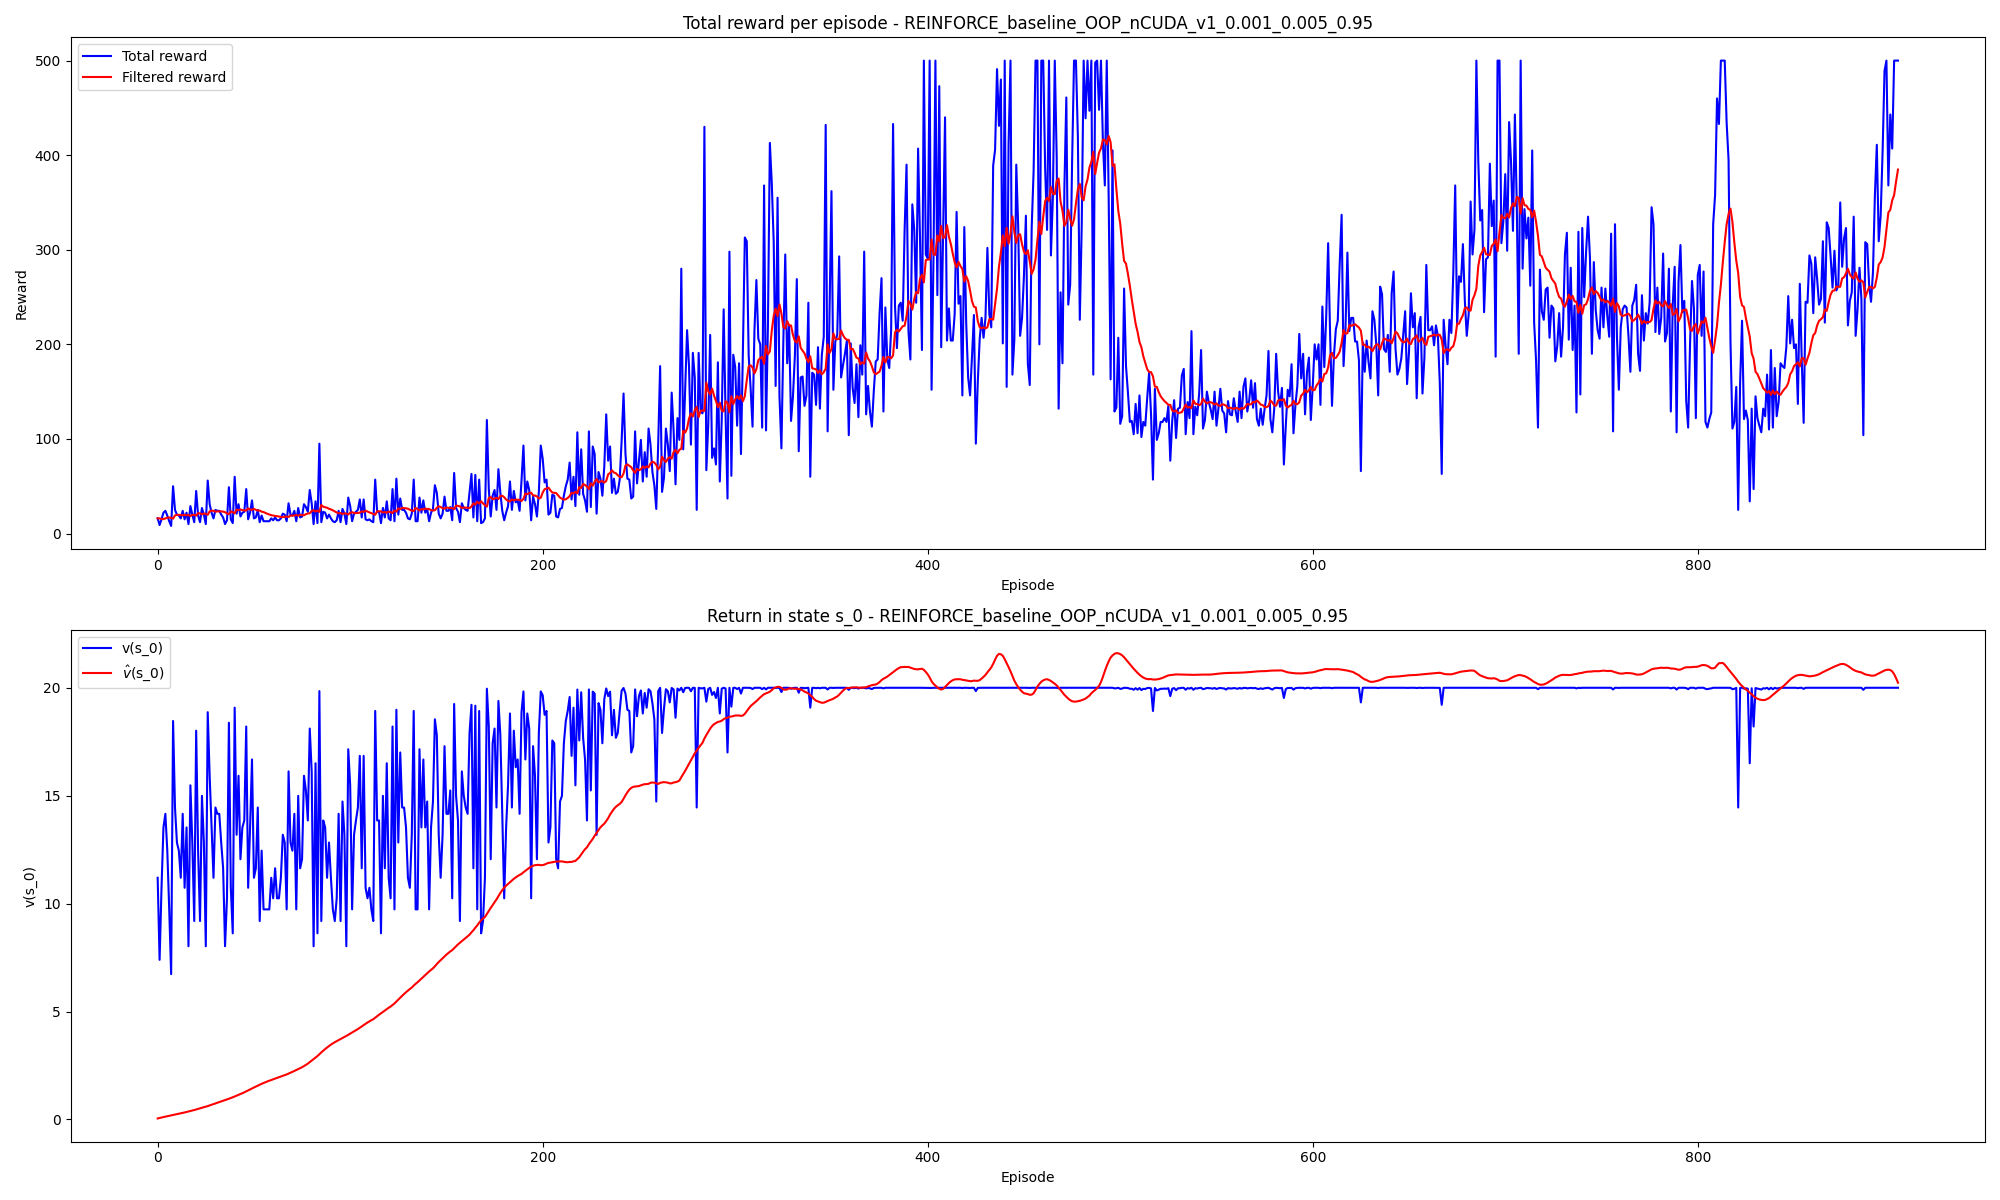 Total reward per episode - REINFORCE_baseline_OOP_nCUDA_v1_0.001_0.005_0.95
Total reward
Filtered reward
Reward
500
400
300
200
100
0
0 200 400 600 800
Episode
Return in state s_0 - REINFORCE_baseline_OOP_nCUDA_v1_0.001_0.005_0.95
v(s_0)
v̂(s_0)
v(s_0)
20
15
10
5
0
0 200 400 600 800
Episode